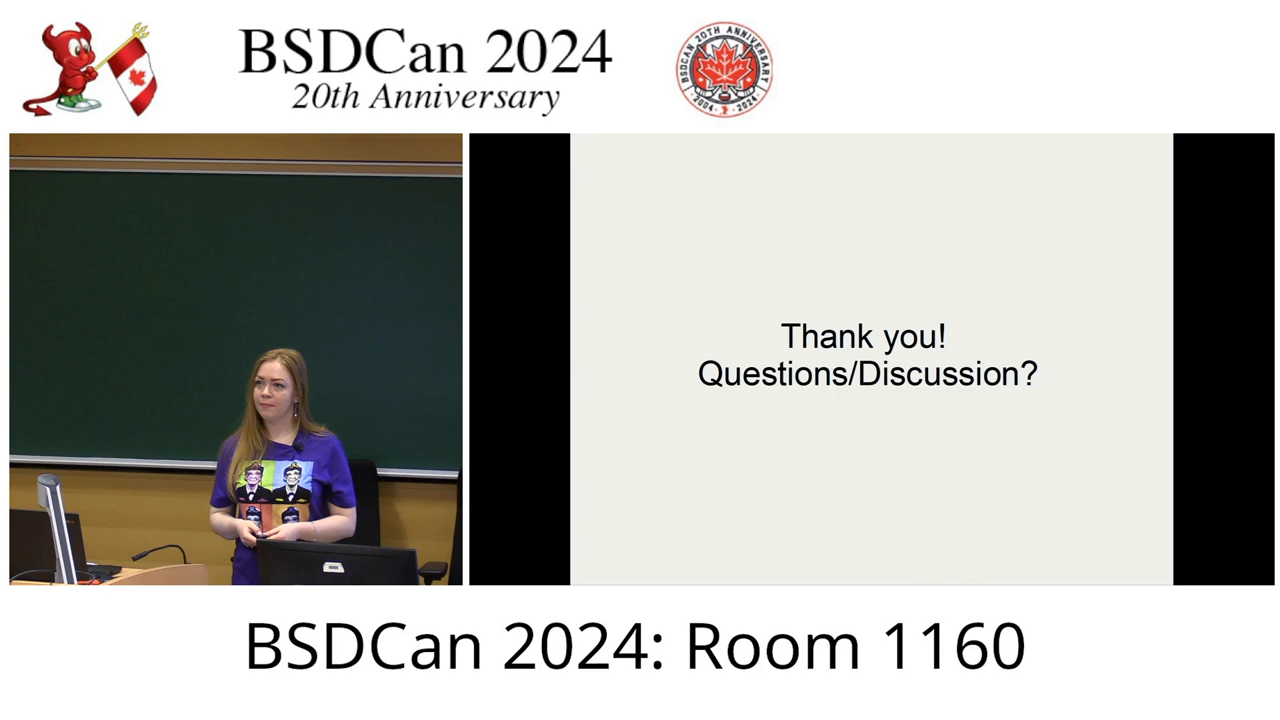 BSDCan 2024
20th Anniversary
BSDCAN 20TH ANNIVERSARY
2004 2024
Thank you!
Questions/Discussion?
BSDCan 2024: Room 1160